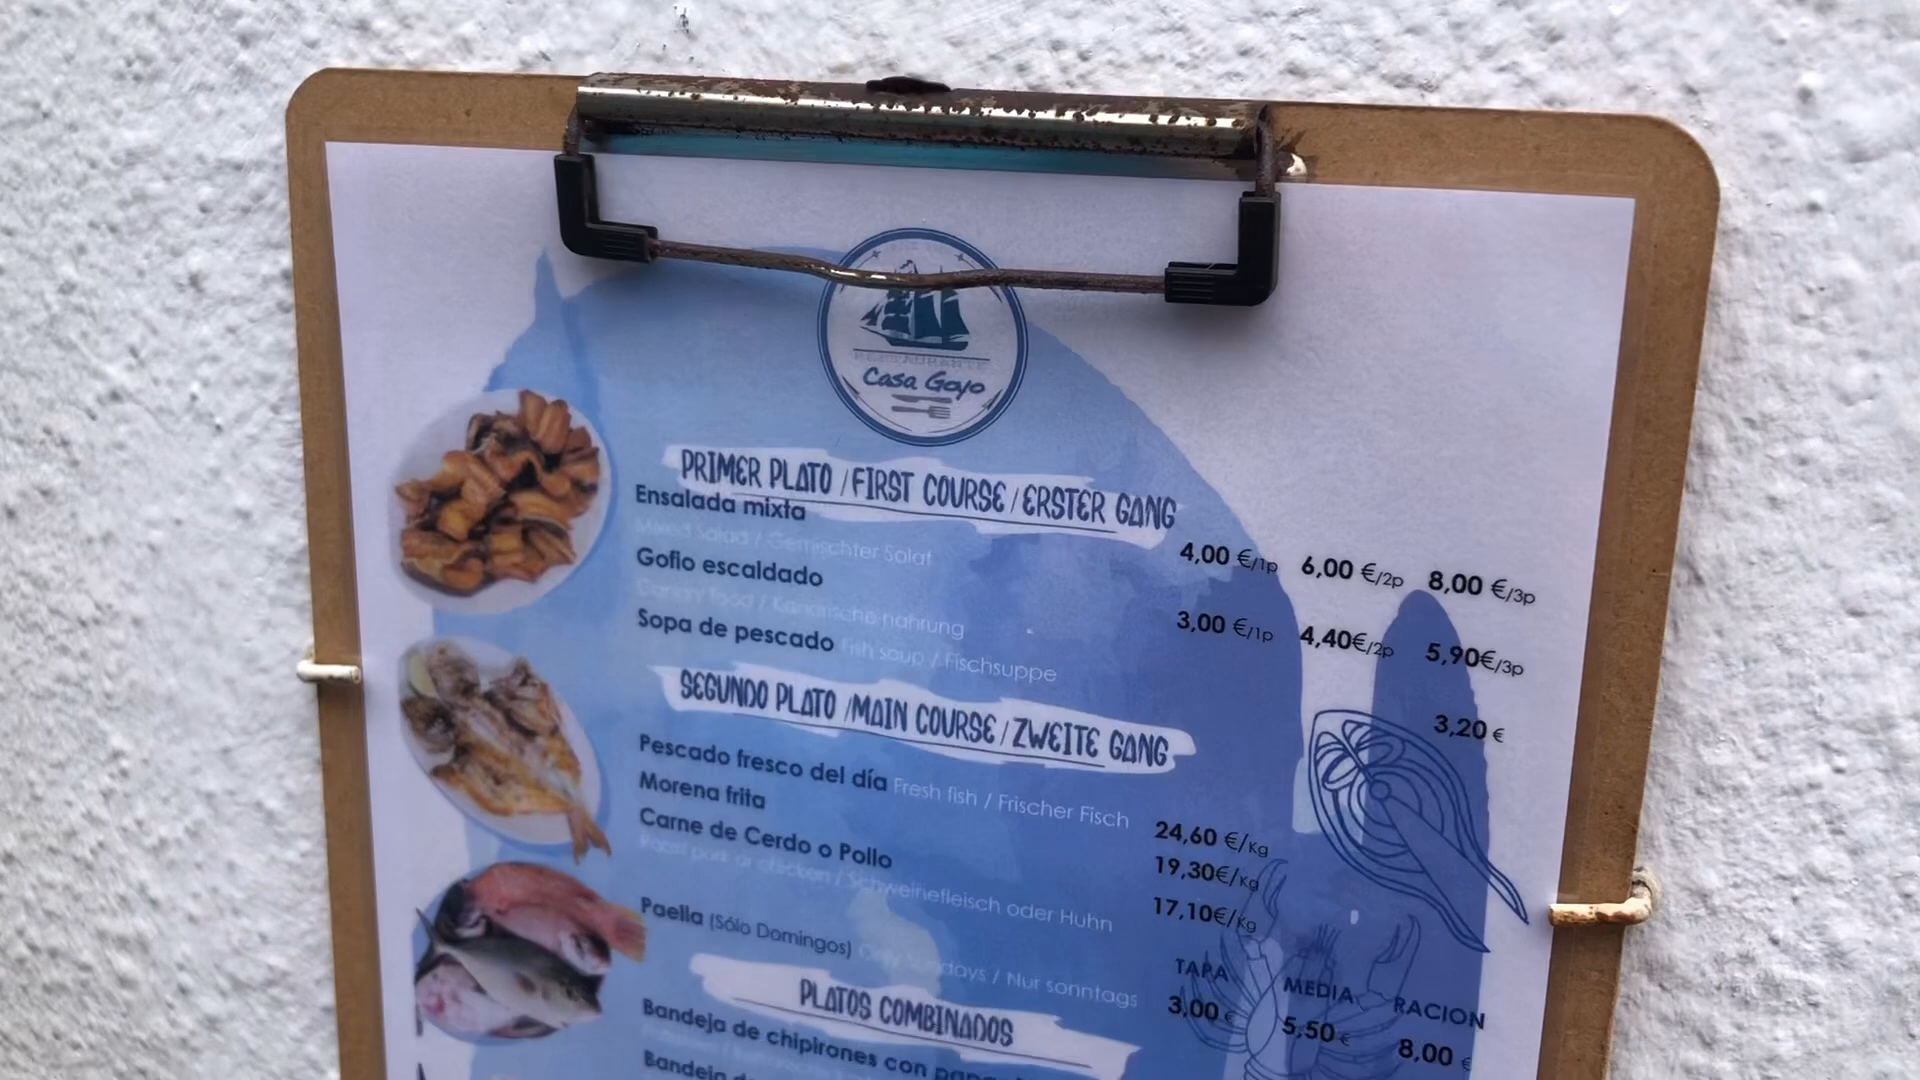 RESTAURANTE
Casa Goyo
PRIMER PLATO / FIRST COURSE / ERSTER GANG
Ensalada mixta
Mixed Salad / Gemischter Salat
4,00 €/1p 6,00 €/2p 8,00 €/3p
Gofio escaldado
Canary food / Kanarische nahrung
3,00 €/1p 4,40€/2p 5,90€/3p
Sopa de pescado Fish soup / Fischsuppe
3,20 €
SEGUNDO PLATO / MAIN COURSE / ZWEITE GANG
Pescado fresco del día Fresh fish / Frischer Fisch
24,60 €/Kg
Morena frita
19,30€/Kg
Carne de Cerdo o Pollo
17,10€/Kg
Roast pork or chicken / Schweinefleisch oder Huhn
Paella (Sólo Domingos) Only Sundays / Nur sonntags
TAPA MEDIA RACION
3,00 € 5,50 € 8,00 €
PLATOS COMBINADOS
Bandeja de chipirones con
Bandeja